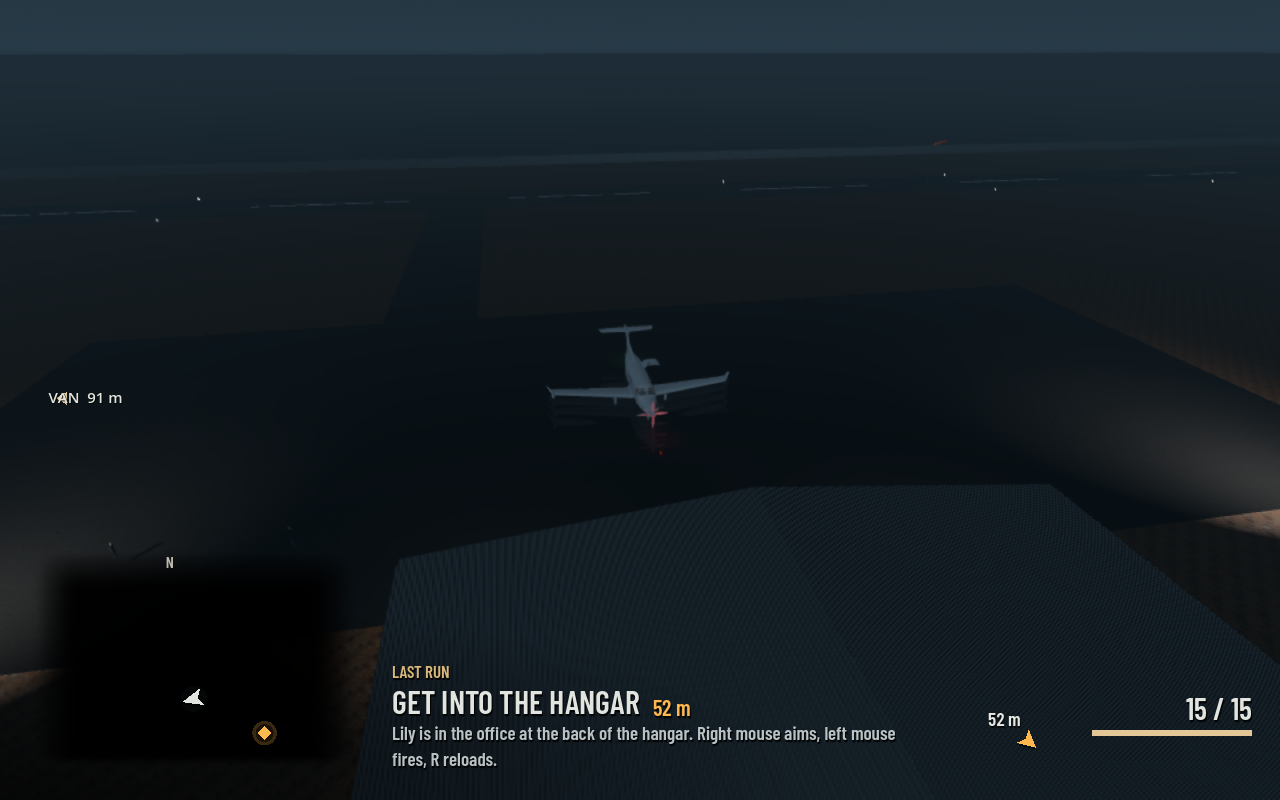 VAN 91 m
N
LAST RUN
GET INTO THE HANGAR 52 m
Lily is in the office at the back of the hangar. Right mouse aims, left mouse
fires, R reloads.
52 m
15 / 15